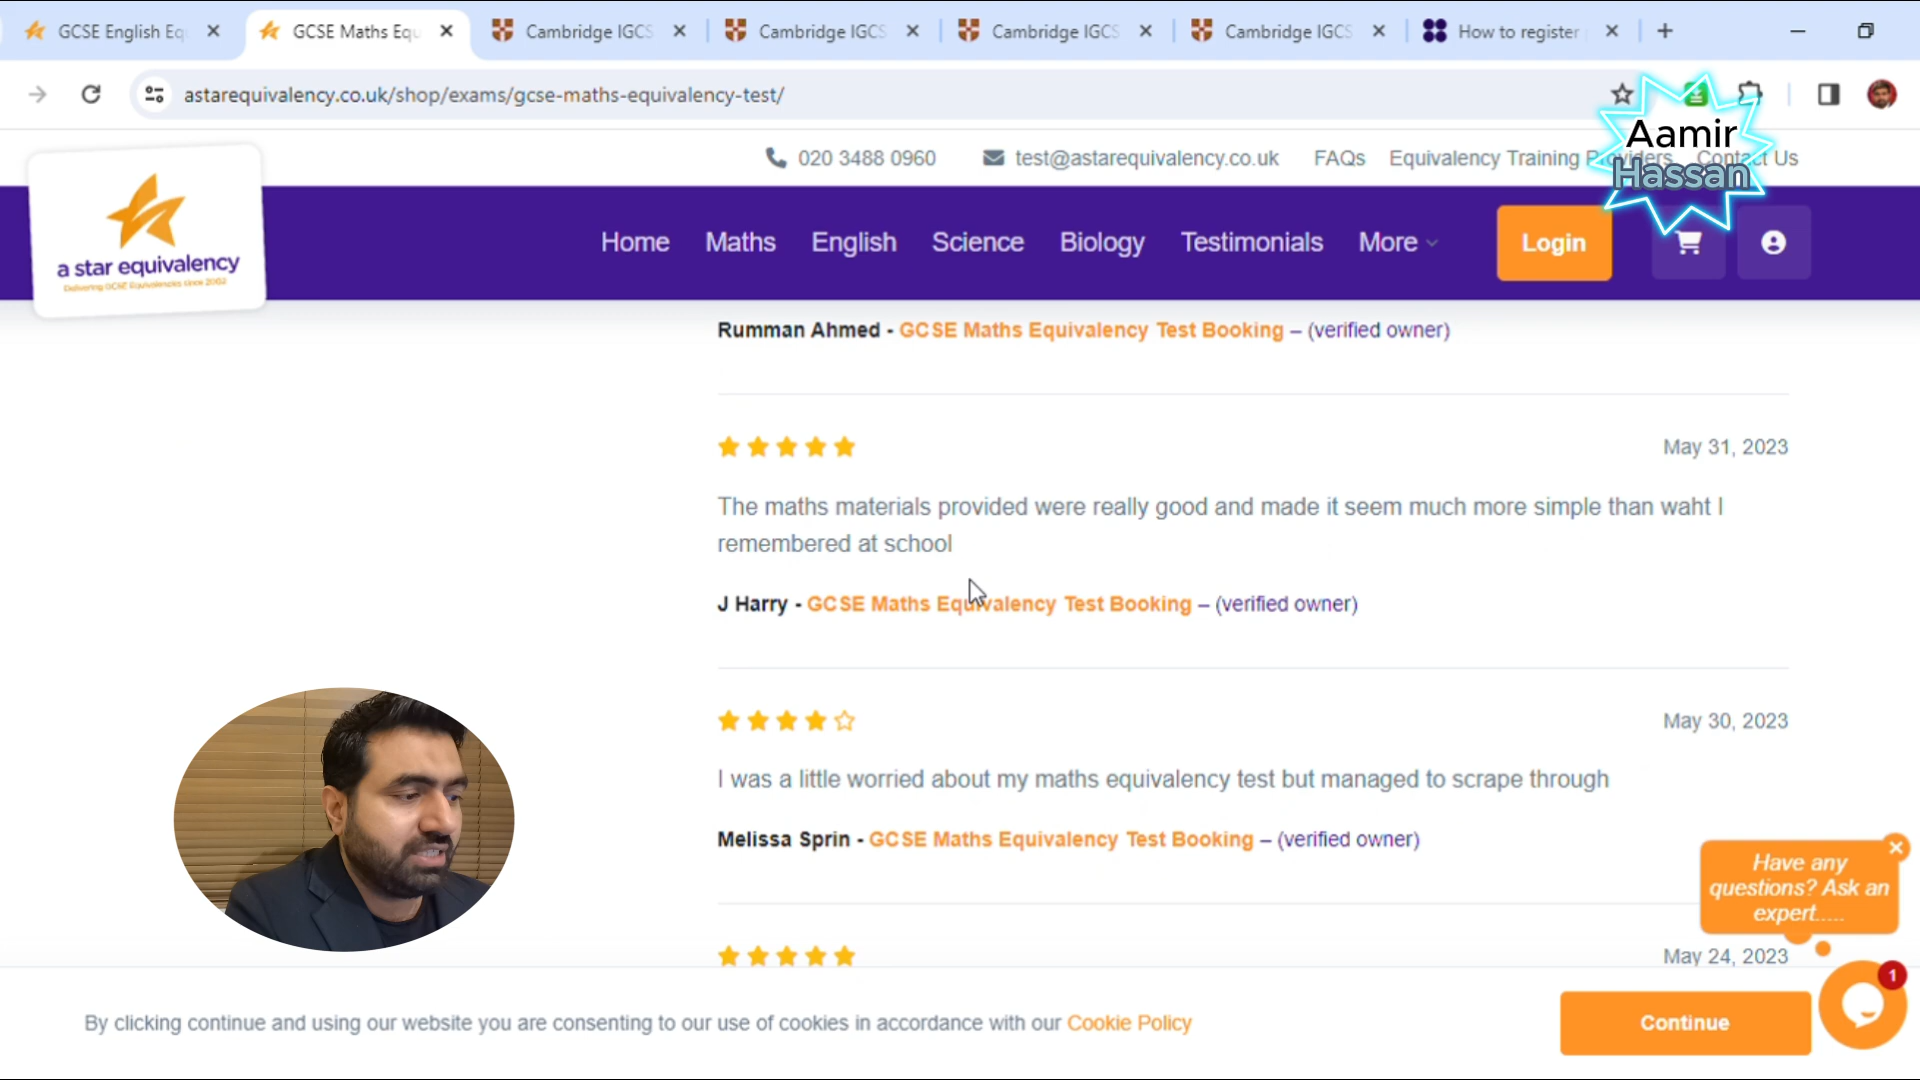 GCSE English Eq
GCSE Maths Equ
Cambridge IGCS
Cambridge IGCS
Cambridge IGCS
Cambridge IGCS
How to register
astarequivalency.co.uk/shop/exams/gcse-maths-equivalency-test/
Aamir
Hassan
020 3488 0960
test@astarequivalency.co.uk
FAQs
Equivalency Training Providers
Contact Us
a star equivalency
Delivering GCSE Equivalencies since 2002
Home
Maths
English
Science
Biology
Testimonials
More
Login
Rumman Ahmed - GCSE Maths Equivalency Test Booking – (verified owner)
May 31, 2023
The maths materials provided were really good and made it seem much more simple than waht I
remembered at school
J Harry - GCSE Maths Equivalency Test Booking – (verified owner)
May 30, 2023
I was a little worried about my maths equivalency test but managed to scrape through
Melissa Sprin - GCSE Maths Equivalency Test Booking – (verified owner)
Have any
questions? Ask an
expert.....
May 24, 2023
1
By clicking continue and using our website you are consenting to our use of cookies in accordance with our Cookie Policy
Continue